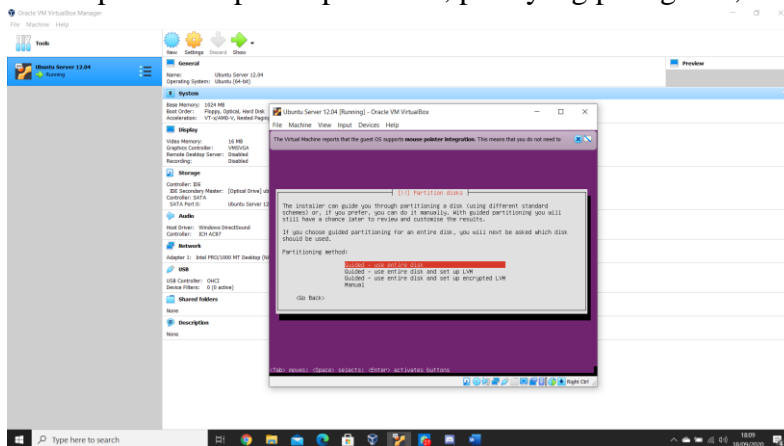 Oracle VM VirtualBox Manager
File Machine Help
Tools
New Settings Discard Show
Ubuntu Server 12.04
Running
General
Name: Ubuntu Server 12.04
Operating System: Ubuntu (64-bit)
Preview
System
Base Memory: 1024 MB
Boot Order: Floppy, Optical, Hard Disk
Acceleration: VT-x/AMD-V, Nested Paging
Display
Video Memory: 16 MB
Graphics Controller: VMSVGA
Remote Desktop Server: Disabled
Recording: Disabled
Storage
Controller: IDE
IDE Secondary Master: [Optical Drive]
Controller: SATA
SATA Port 0: Ubuntu Server 12
Audio
Host Driver: Windows DirectSound
Controller: ICH AC97
Network
Adapter 1: Intel PRO/1000 MT Desktop
USB
USB Controller: OHCI
Device Filters: 0 (0 active)
Shared folders
None
Description
None
Ubuntu Server 12.04 [Running] - Oracle VM VirtualBox
File Machine View Input Devices Help
The Virtual Machine reports that the guest OS supports mouse pointer integration. This means that you do not need to
[!!] Partition disks
The installer can guide you through partitioning a disk (using different standard
schemes) or, if you prefer, you can do it manually. With guided partitioning you will
still have a chance later to review and customise the results.
If you choose guided partitioning for an entire disk, you will next be asked which disk
should be used.
Partitioning method:
Guided - use entire disk
Guided - use entire disk and set up LVM
Guided - use entire disk and set up encrypted LVM
Manual
<Go Back>
<Tab> moves; <Space> selects; <Enter> activates buttons
Right Ctrl
Type here to search
18:09
18/09/2020